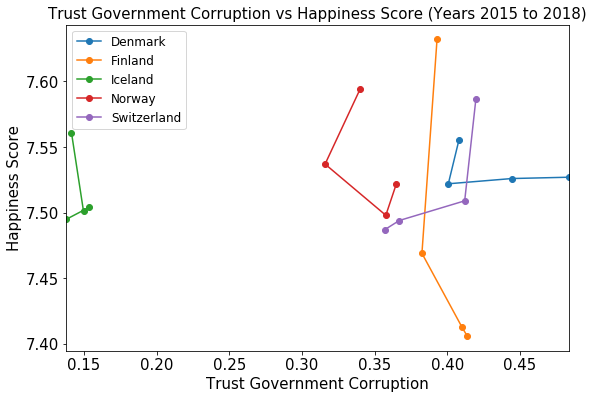 Trust Government Corruption vs Happiness Score (Years 2015 to 2018)
Denmark
Finland
Iceland
Norway
Switzerland
Happiness Score
7.60
7.55
7.50
7.45
7.40
0.15 0.20 0.25 0.30 0.35 0.40 0.45
Trust Government Corruption